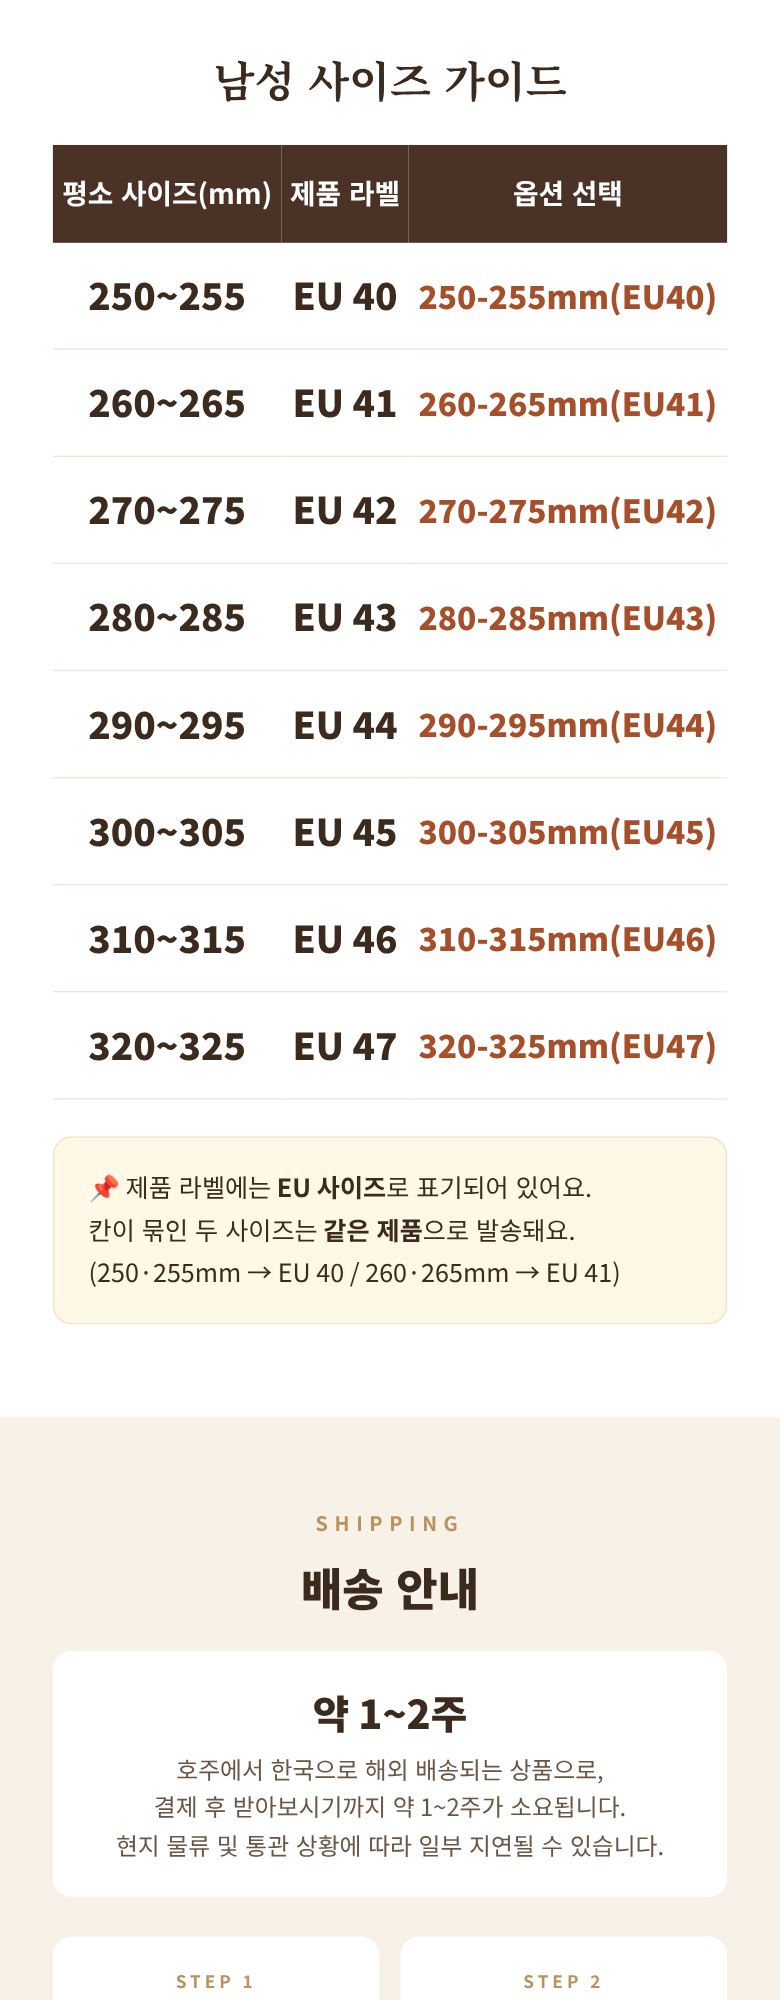 남성 사이즈 가이드
평소 사이즈(mm) 제품 라벨 옵션 선택
250~255 EU 40 250-255mm(EU40)
260~265 EU 41 260-265mm(EU41)
270~275 EU 42 270-275mm(EU42)
280~285 EU 43 280-285mm(EU43)
290~295 EU 44 290-295mm(EU44)
300~305 EU 45 300-305mm(EU45)
310~315 EU 46 310-315mm(EU46)
320~325 EU 47 320-325mm(EU47)
📌 제품 라벨에는 EU 사이즈로 표기되어 있어요.
칸이 묶인 두 사이즈는 같은 제품으로 발송돼요.
(250·255mm → EU 40 / 260·265mm → EU 41)
SHIPPING
배송 안내
약 1~2주
호주에서 한국으로 해외 배송되는 상품으로,
결제 후 받아보시기까지 약 1~2주가 소요됩니다.
현지 물류 및 통관 상황에 따라 일부 지연될 수 있습니다.
STEP 1 STEP 2